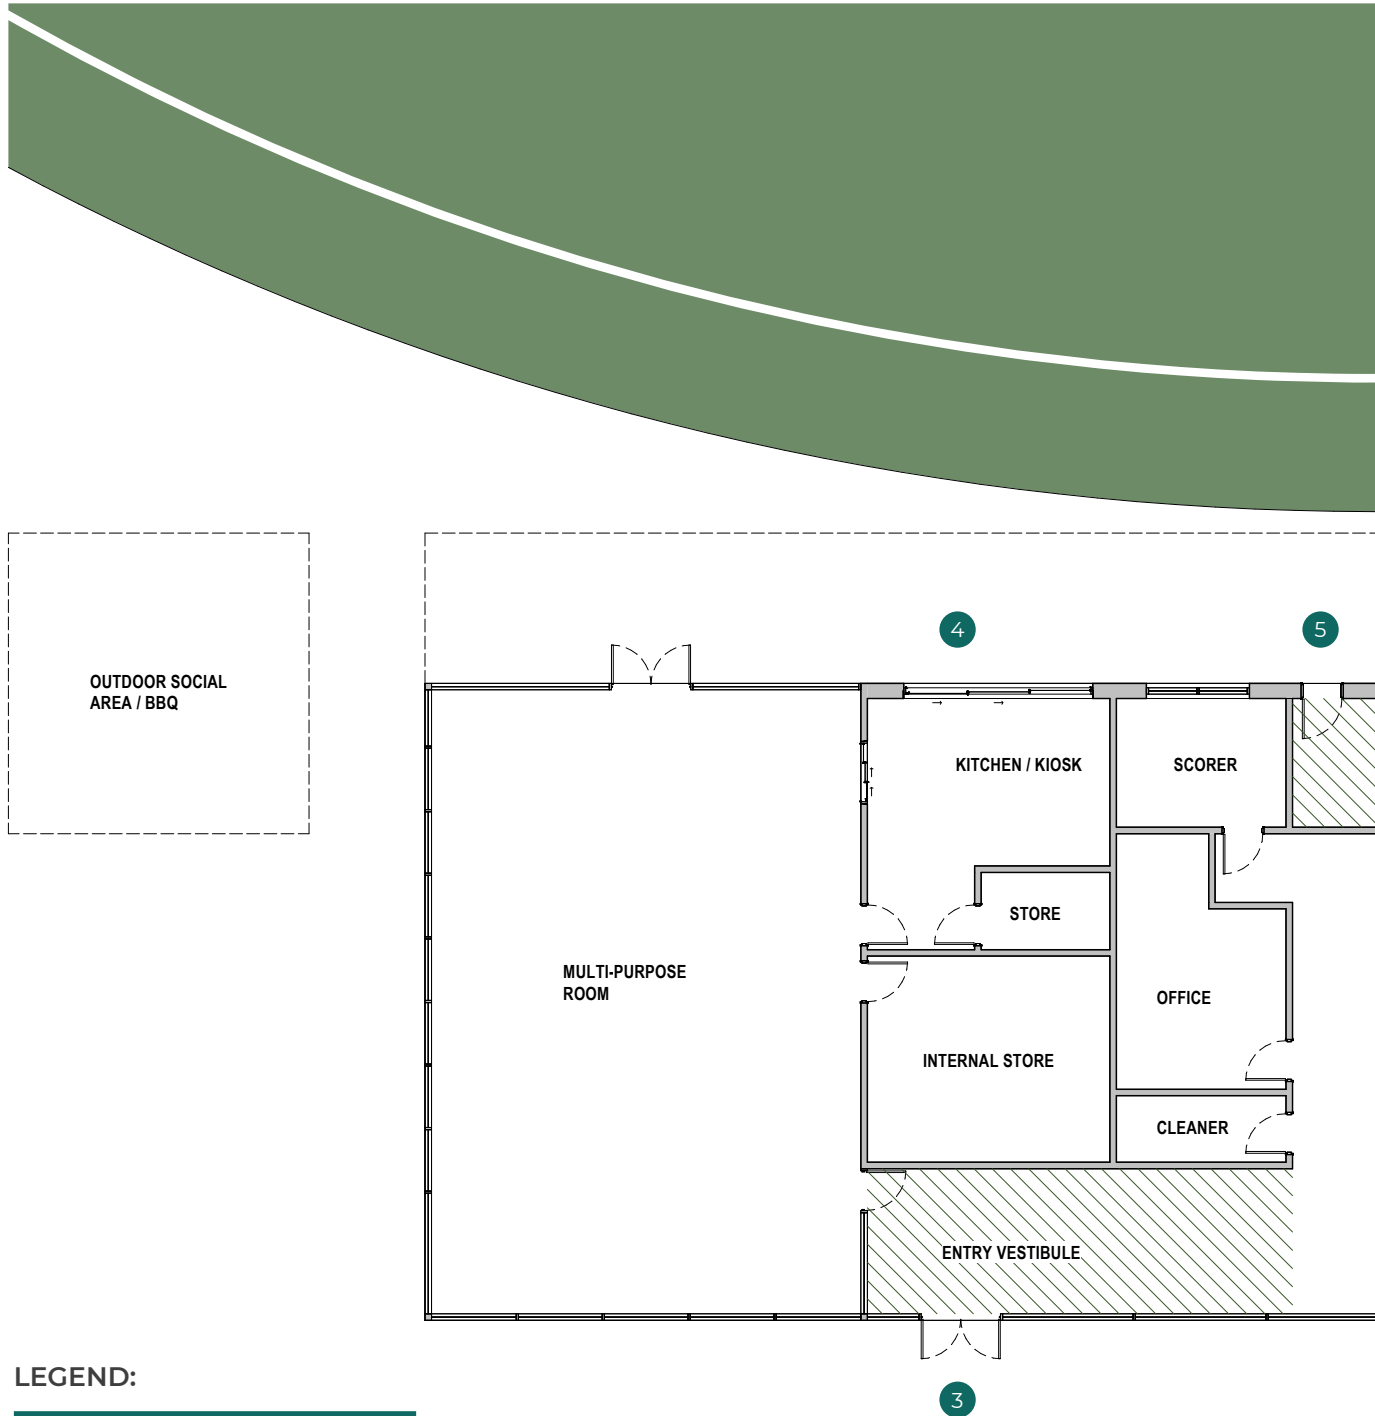 4
5
OUTDOOR SOCIAL
AREA / BBQ
KITCHEN / KIOSK
SCORER
STORE
MULTI-PURPOSE
ROOM
OFFICE
INTERNAL STORE
CLEANER
ENTRY VESTIBULE
LEGEND:
3